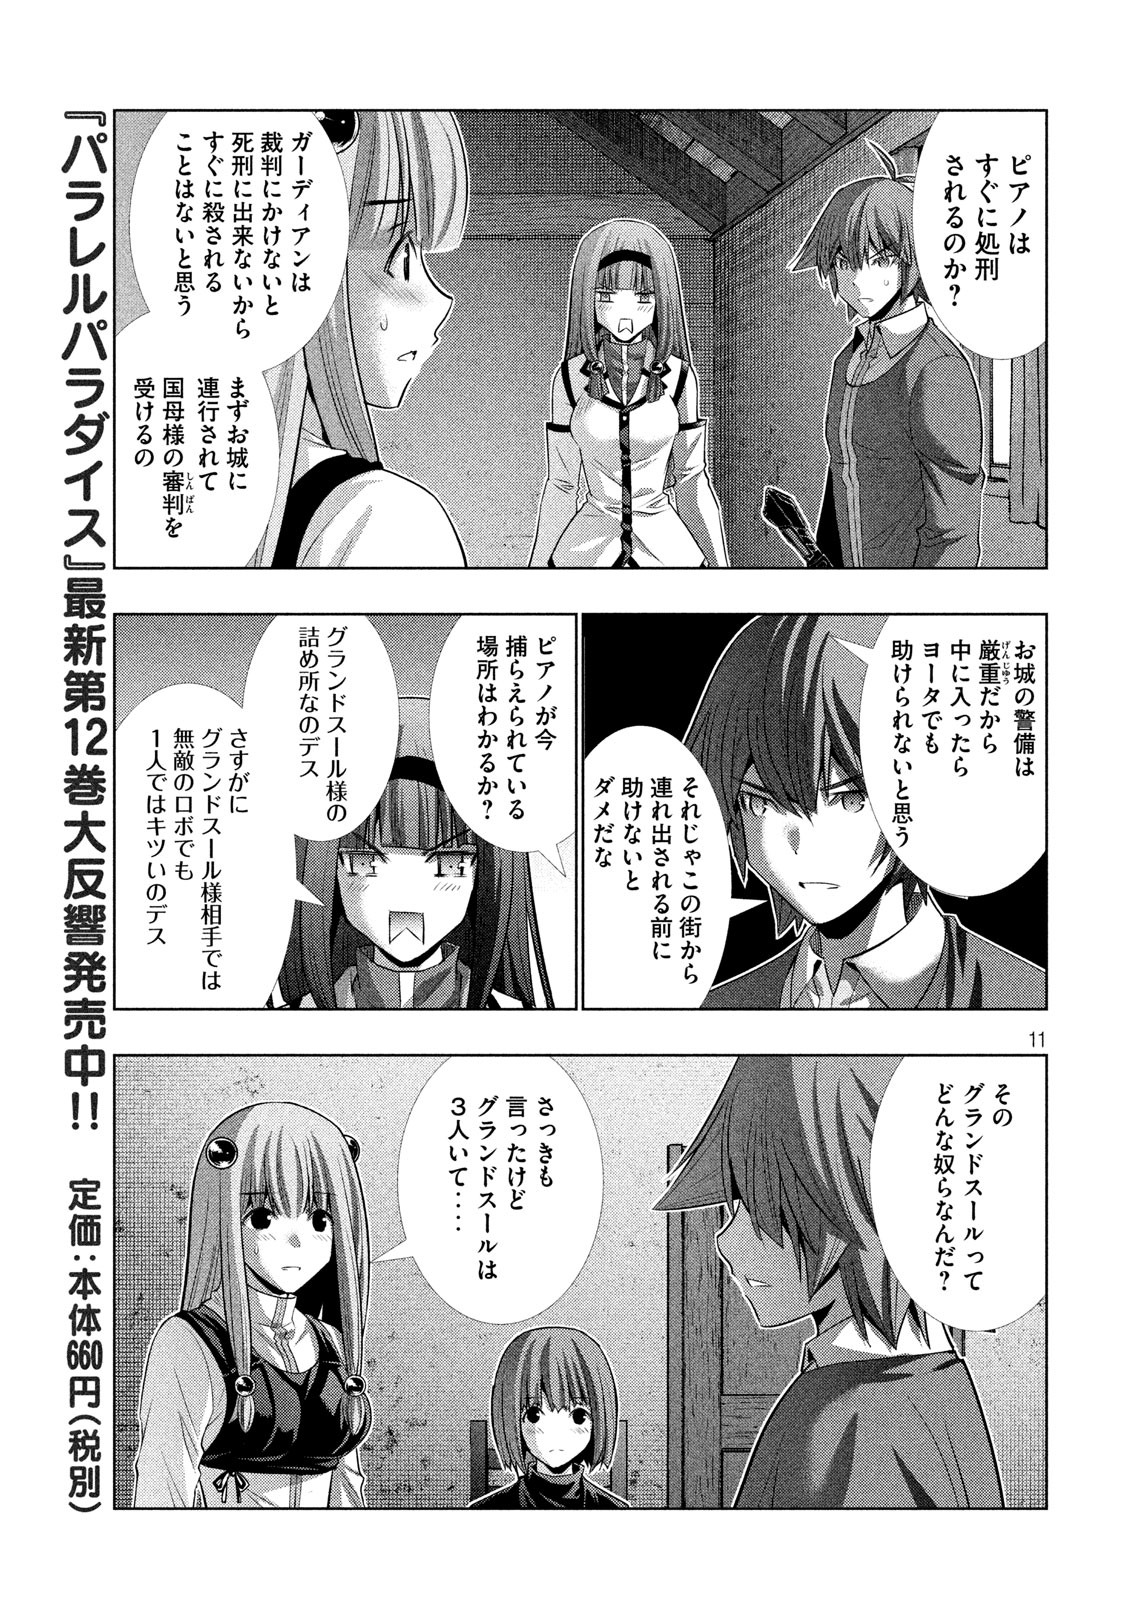 ピアノは
すぐに処刑
されるのか？
ガーディアンは
裁判にかけないと
死刑に出来ないから
すぐに殺される
ことはないと思う
まずお城に
連行されて
国母様の審判を
しんぱん
受けるの
お城の警備は
厳重だから
げんじゅう
中に入ったら
ヨータでも
助けられないと思う
それじゃこの街から
連れ出される前に
助けないと
ダメだな
ピアノが今
捕らえられている
場所はわかるか？
グランドスール様の
詰め所なのデス
さすがに
グランドスール様相手では
無敵のロボでも
１人ではキツいのデス
11
その
グランドスールって
どんな奴らなんだ？
さっきも
言ったけど
グランドスールは
３人いて‥‥
『パラレルパラダイス』最新第12巻大反響発売中!!　定価：本体660円（税別）